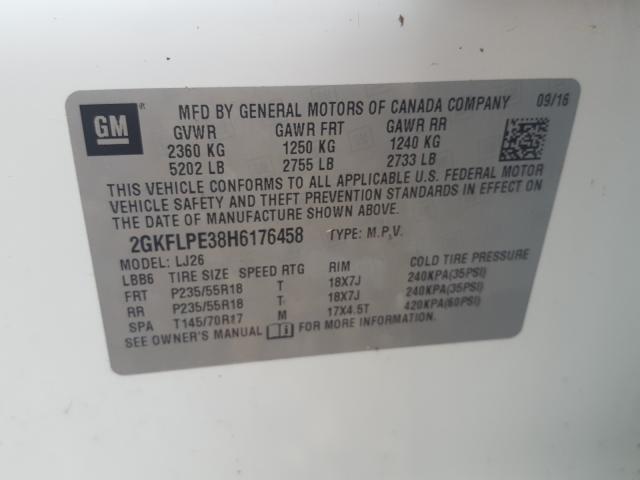 GM
MFD BY GENERAL MOTORS OF CANADA COMPANY 09/16
GVWR GAWR FRT GAWR RR
2360 KG 1250 KG 1240 KG
5202 LB 2755 LB 2733 LB
THIS VEHICLE CONFORMS TO ALL APPLICABLE U.S. FEDERAL MOTOR
VEHICLE SAFETY AND THEFT PREVENTION STANDARDS IN EFFECT ON
THE DATE OF MANUFACTURE SHOWN ABOVE.
2GKFLPE38H6176458 TYPE: M.P.V.
MODEL: LJ26
LBB6 TIRE SIZE SPEED RTG RIM COLD TIRE PRESSURE
FRT P235/55R18 T 18X7J 240KPA(35PSI)
RR P235/55R18 T 18X7J 240KPA(35PSI)
SPA T145/70R17 M 17X4.5T 420KPA(60PSI)
SEE OWNER'S MANUAL FOR MORE INFORMATION.